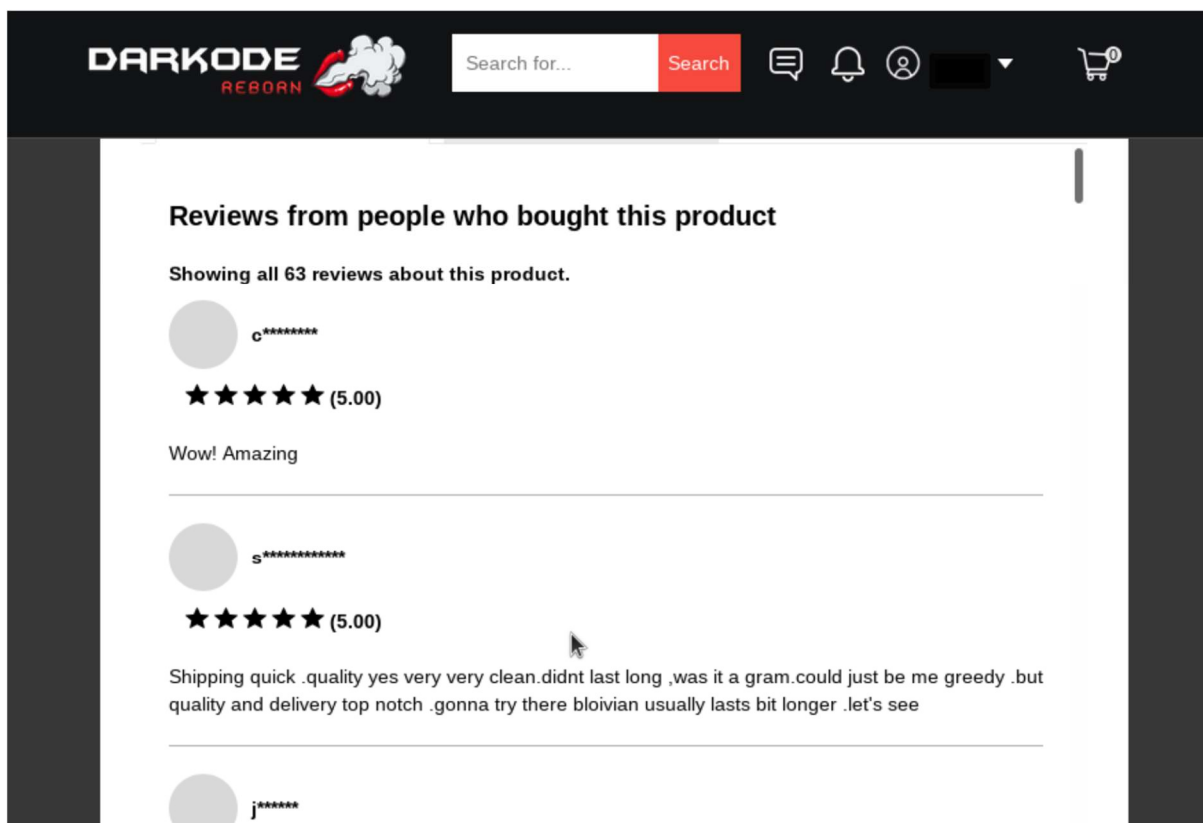 DARKODE
REBORN
Search for...
Search
0
Reviews from people who bought this product
Showing all 63 reviews about this product.
c********
(5.00)
Wow! Amazing
s************
(5.00)
Shipping quick .quality yes very very clean.didnt last long ,was it a gram.could just be me greedy .but
quality and delivery top notch .gonna try there bloivian usually lasts bit longer .let's see
j******